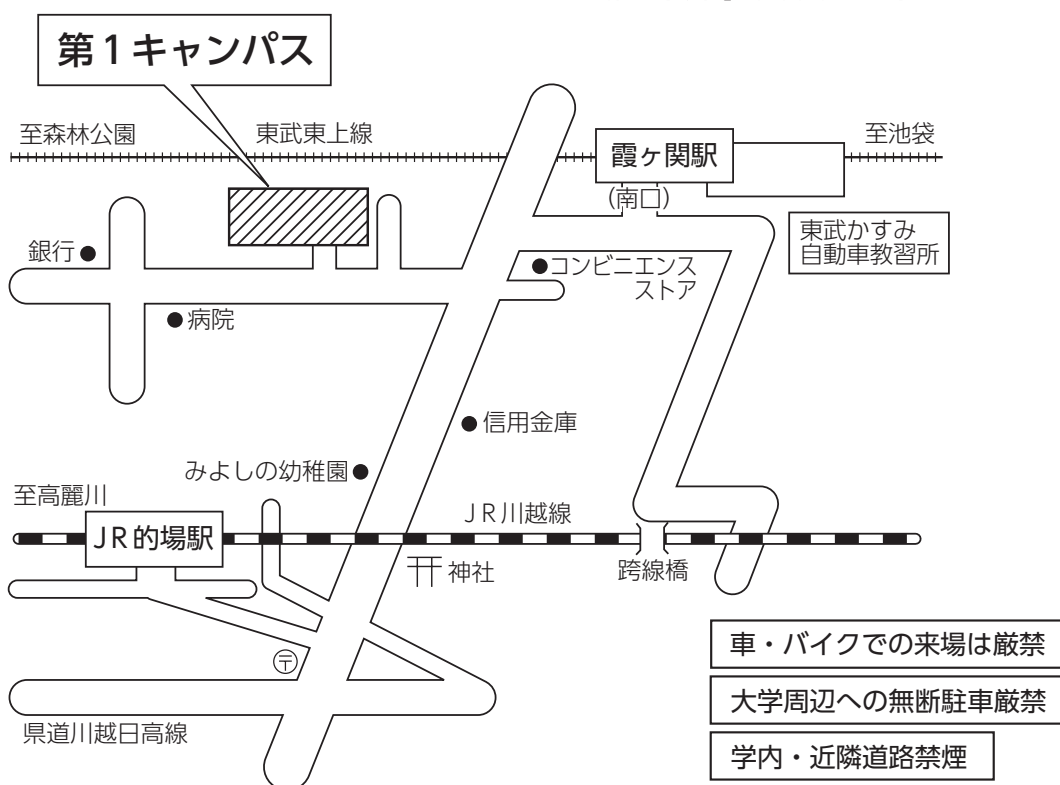 第1キャンパス
至森林公園
東武東上線
霞ヶ関駅
至池袋
(南口)
東武かすみ
自動車教習所
銀行
コンビニエンス
ストア
病院
信用金庫
みよしの幼稚園
至高麗川
JR川越線
JR的場駅
神社
跨線橋
〒
県道川越日高線
車・バイクでの来場は厳禁
大学周辺への無断駐車厳禁
学内・近隣道路禁煙